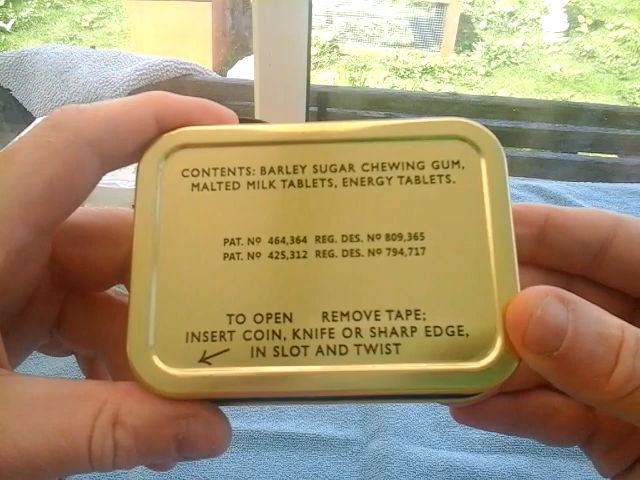 CONTENTS: BARLEY SUGAR CHEWING GUM,
MALTED MILK TABLETS, ENERGY TABLETS.
PAT. Nº 464,364 REG. DES. Nº 809,365
PAT. Nº 425,312 REG. DES. Nº 794,717
TO OPEN REMOVE TAPE;
INSERT COIN, KNIFE OR SHARP EDGE,
IN SLOT AND TWIST